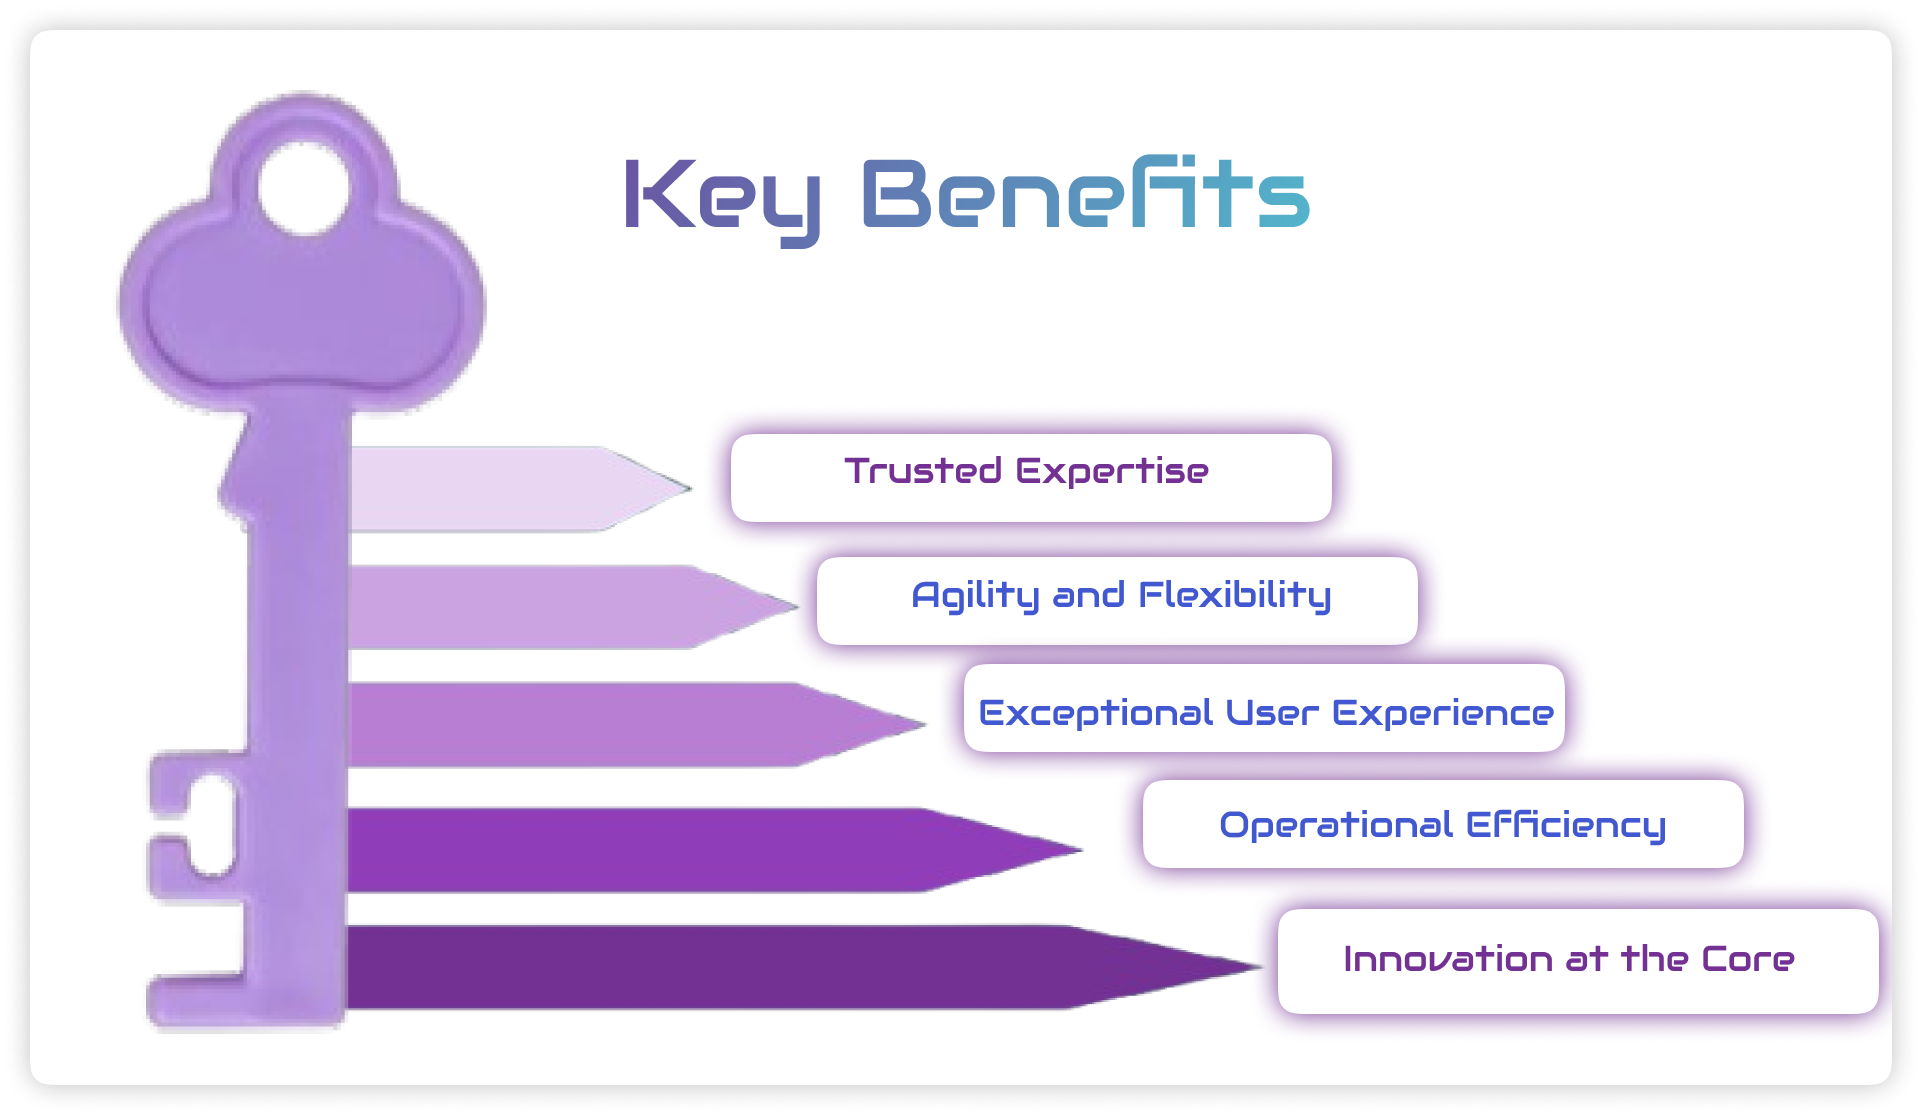 Key Benefits
Trusted Expertise
Agility and Flexibility
Exceptional User Experience
Operational Efficiency
Innovation at the Core